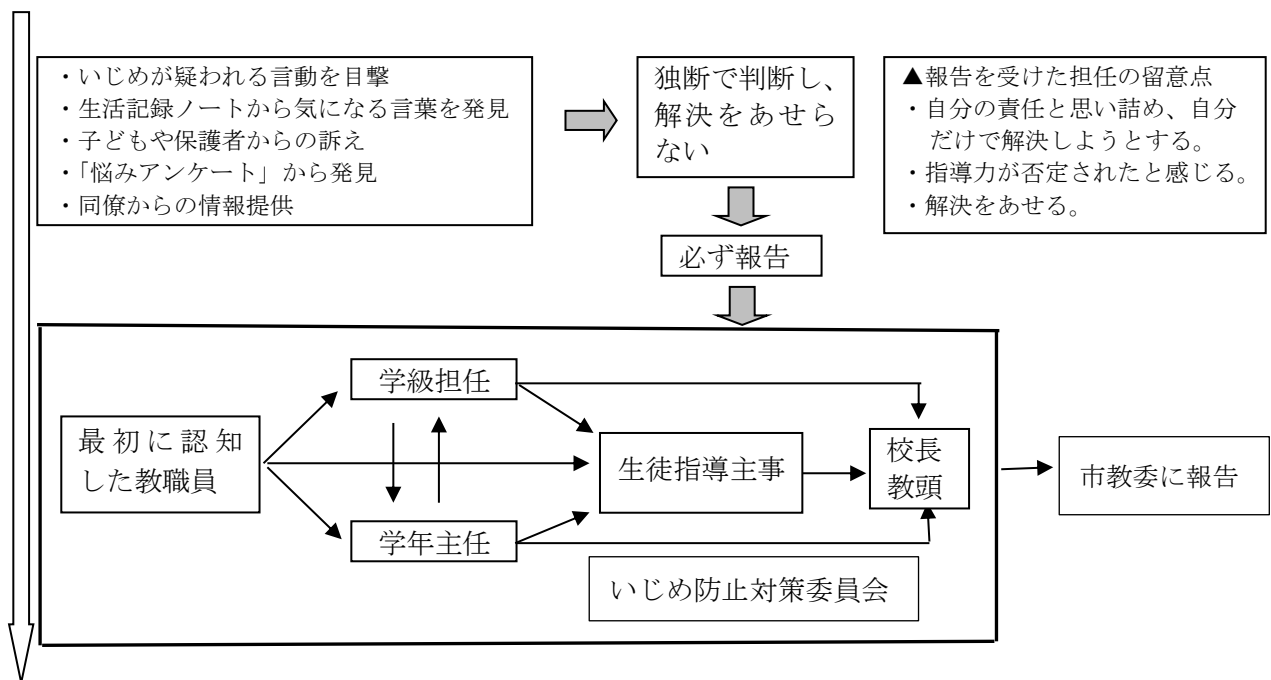 ・いじめが疑われる言動を目撃
・生活記録ノートから気になる言葉を発見
・子どもや保護者からの訴え
・「悩みアンケート」から発見
・同僚からの情報提供
独断で判断し、
解決をあせら
ない
▲報告を受けた担任の留意点
・自分の責任と思い詰め、自分
だけで解決しようとする。
・指導力が否定されたと感じる。
・解決をあせる。
必ず報告
学級担任
最初に認知
した教職員
生徒指導主事
校長
教頭
市教委に報告
学年主任
いじめ防止対策委員会